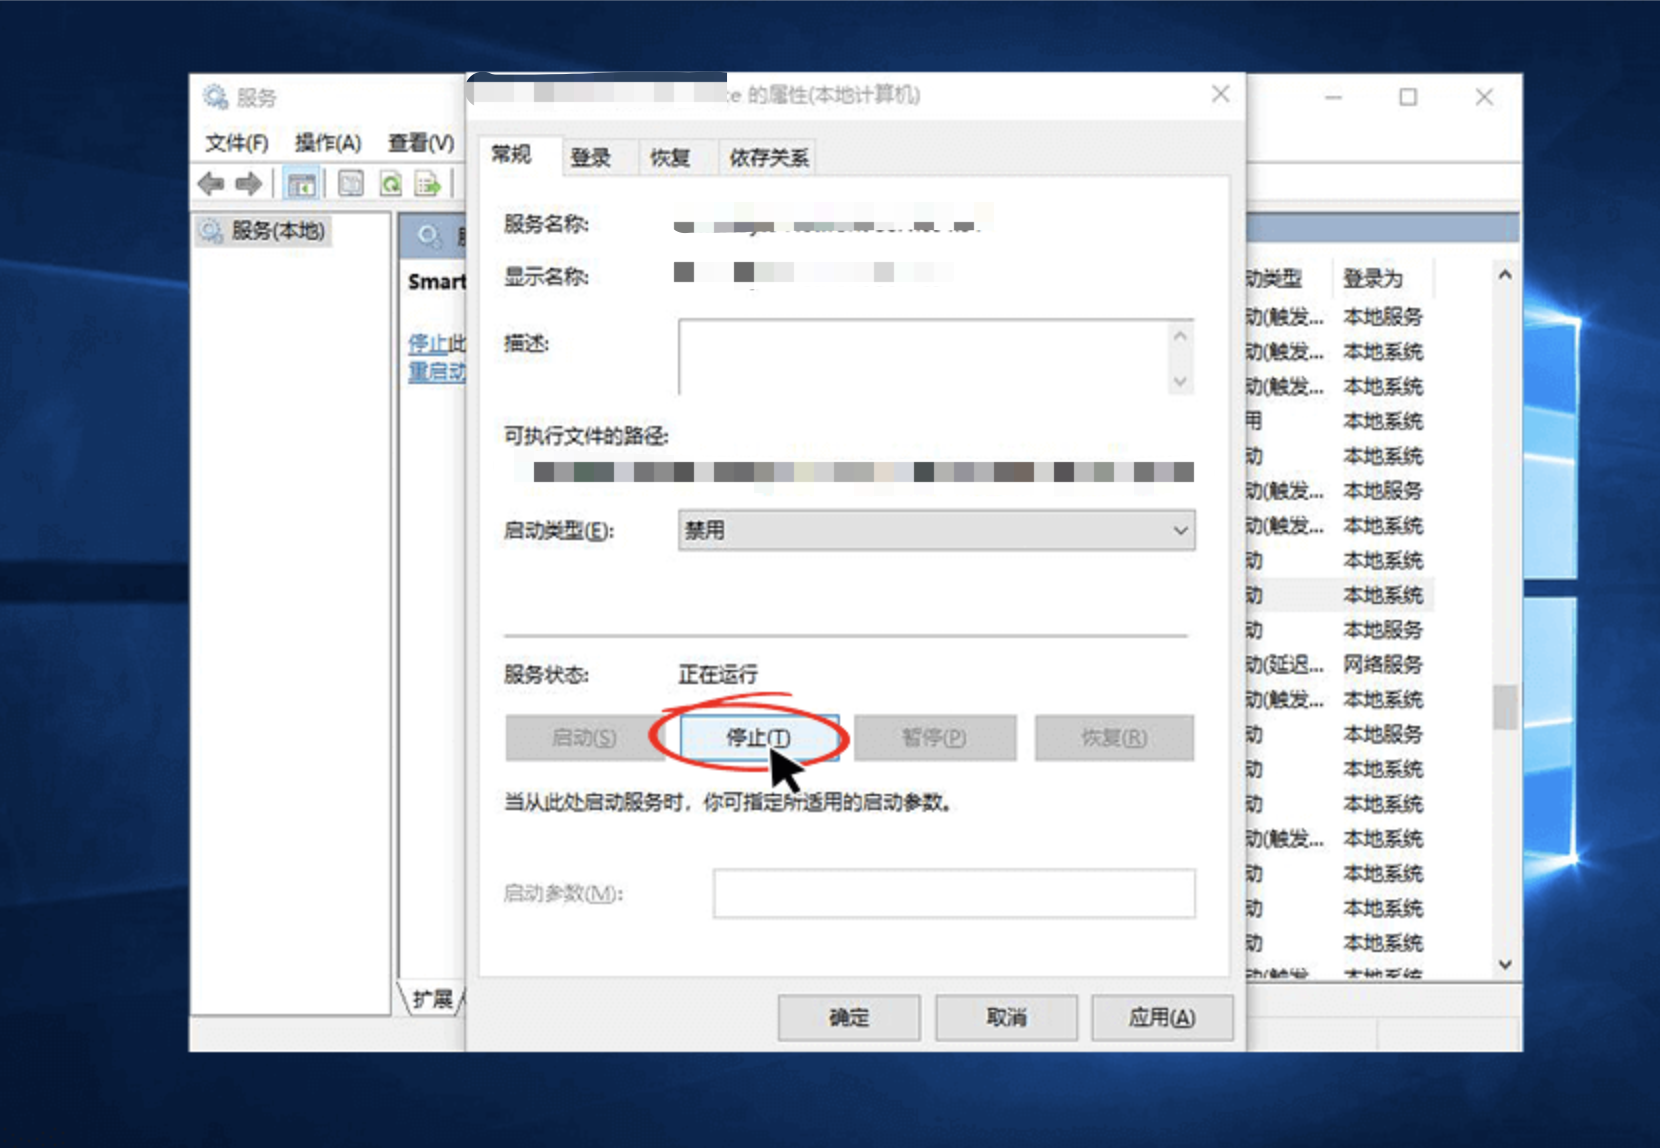 服务
te 的属性(本地计算机)
文件(F) 操作(A) 查看(V)
常规 登录 恢复 依存关系
服务(本地)
服务名称:
显示名称:
Smart
停止此
重启动
描述:
可执行文件的路径:
启动类型(E): 禁用
服务状态: 正在运行
启动(S) 停止(T) 暂停(P) 恢复(R)
当从此处启动服务时，你可指定所适用的启动参数。
启动参数(M):
确定 取消 应用(A)
扩展
动类型 登录为
动(触发... 本地服务
动(触发... 本地系统
动(触发... 本地系统
用 本地系统
动 本地系统
动(触发... 本地服务
动(触发... 本地系统
动 本地系统
动 本地系统
动 本地服务
动(延迟... 网络服务
动(触发... 本地系统
动 本地服务
动 本地系统
动 本地系统
动(触发... 本地系统
动 本地系统
动 本地系统
动 本地系统
动(触发 本地系统